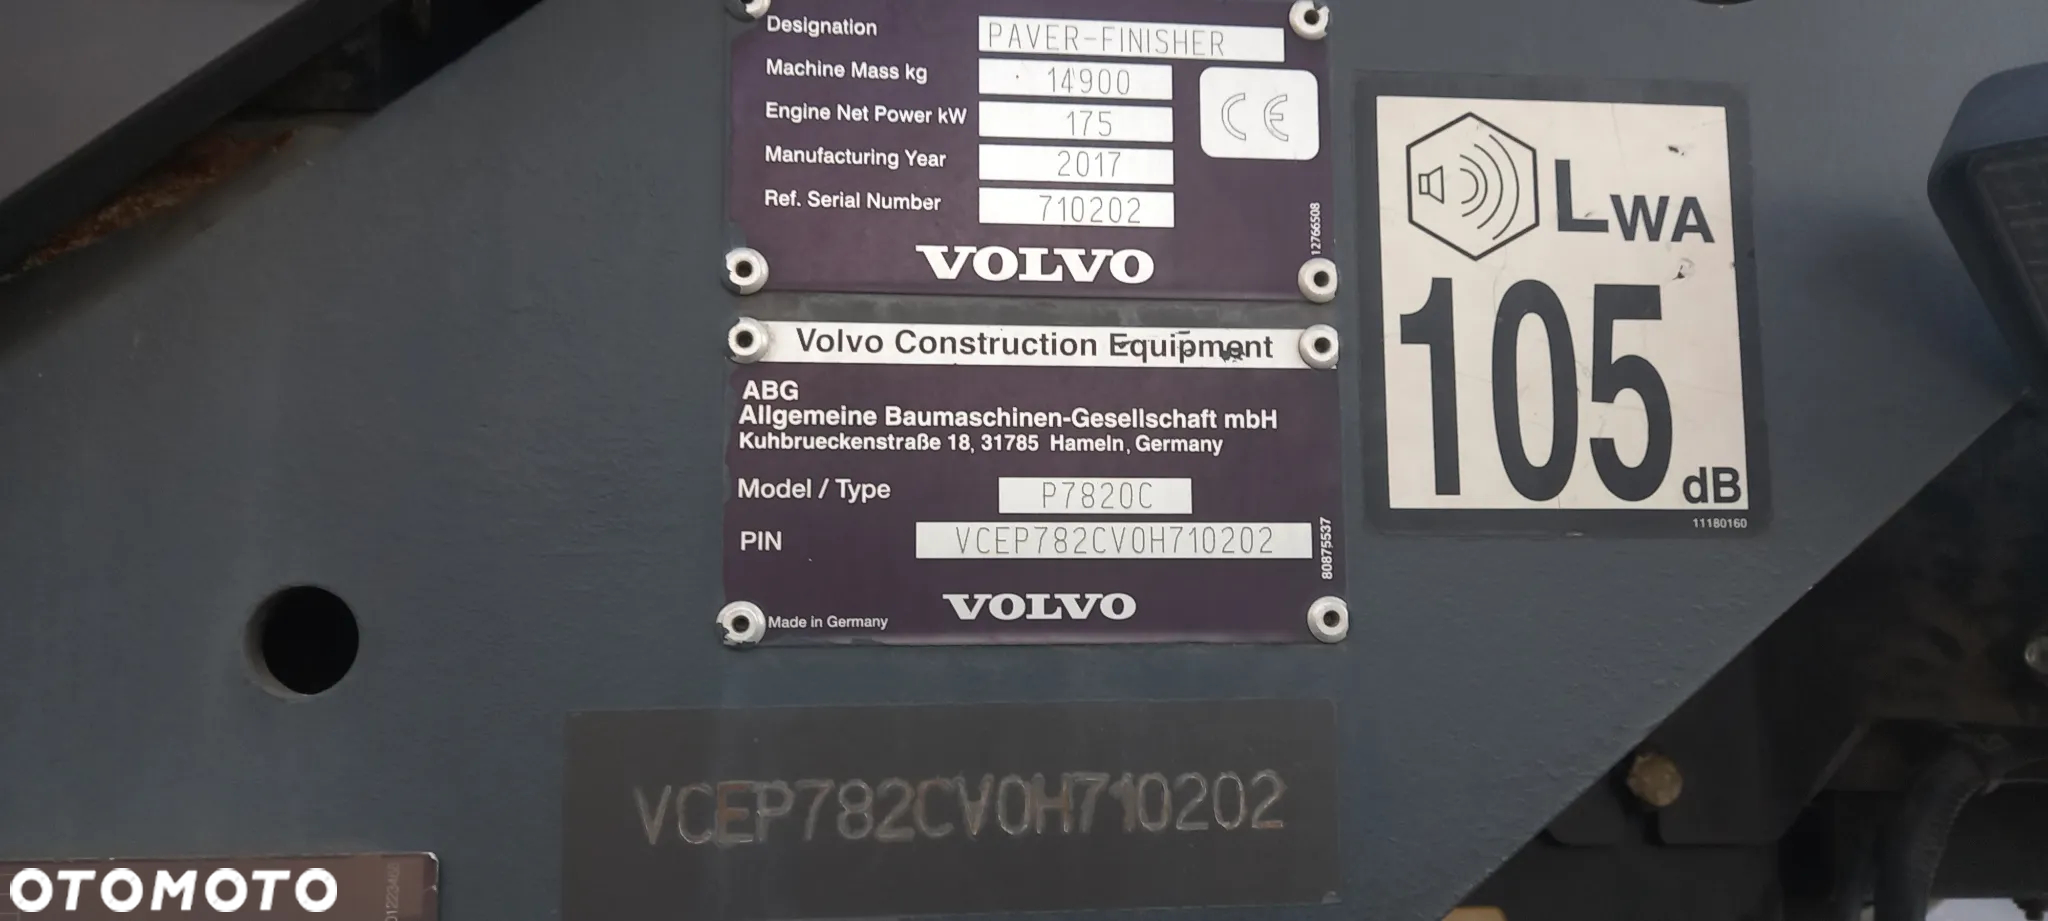 Designation PAVER-FINISHER
Machine Mass kg 14900
Engine Net Power kW 175
Manufacturing Year 2017
Ref. Serial Number 710202
CE
12766508
VOLVO
LWA
105
dB
11180160
Volvo Construction Equipment
ABG
Allgemeine Baumaschinen-Gesellschaft mbH
Kuhbrueckenstraße 18, 31785 Hameln, Germany
Model / Type P7820C
PIN VCEP782CV0H710202
80875537
Made in Germany VOLVO
VCEP782CV0H710202
OTOMOTO